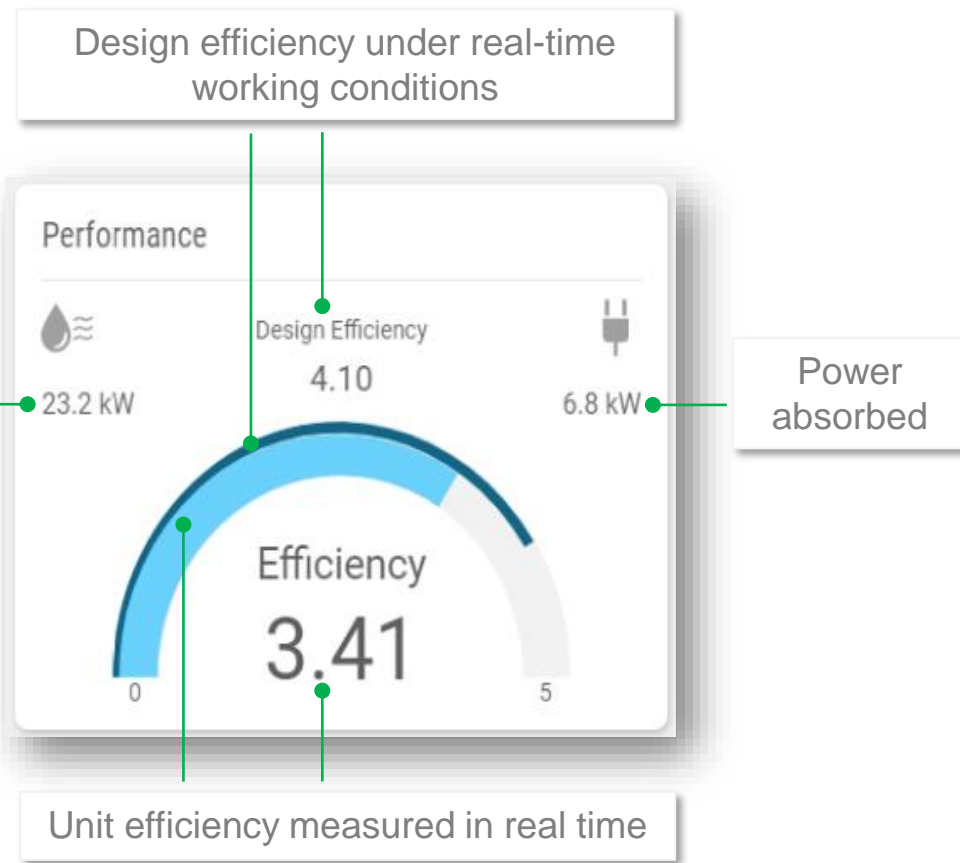 Design efficiency under real-time
working conditions
Performance
Design Efficiency
4.10
23.2 kW
6.8 kW
Power
absorbed
Efficiency
3.41
0
5
Unit efficiency measured in real time